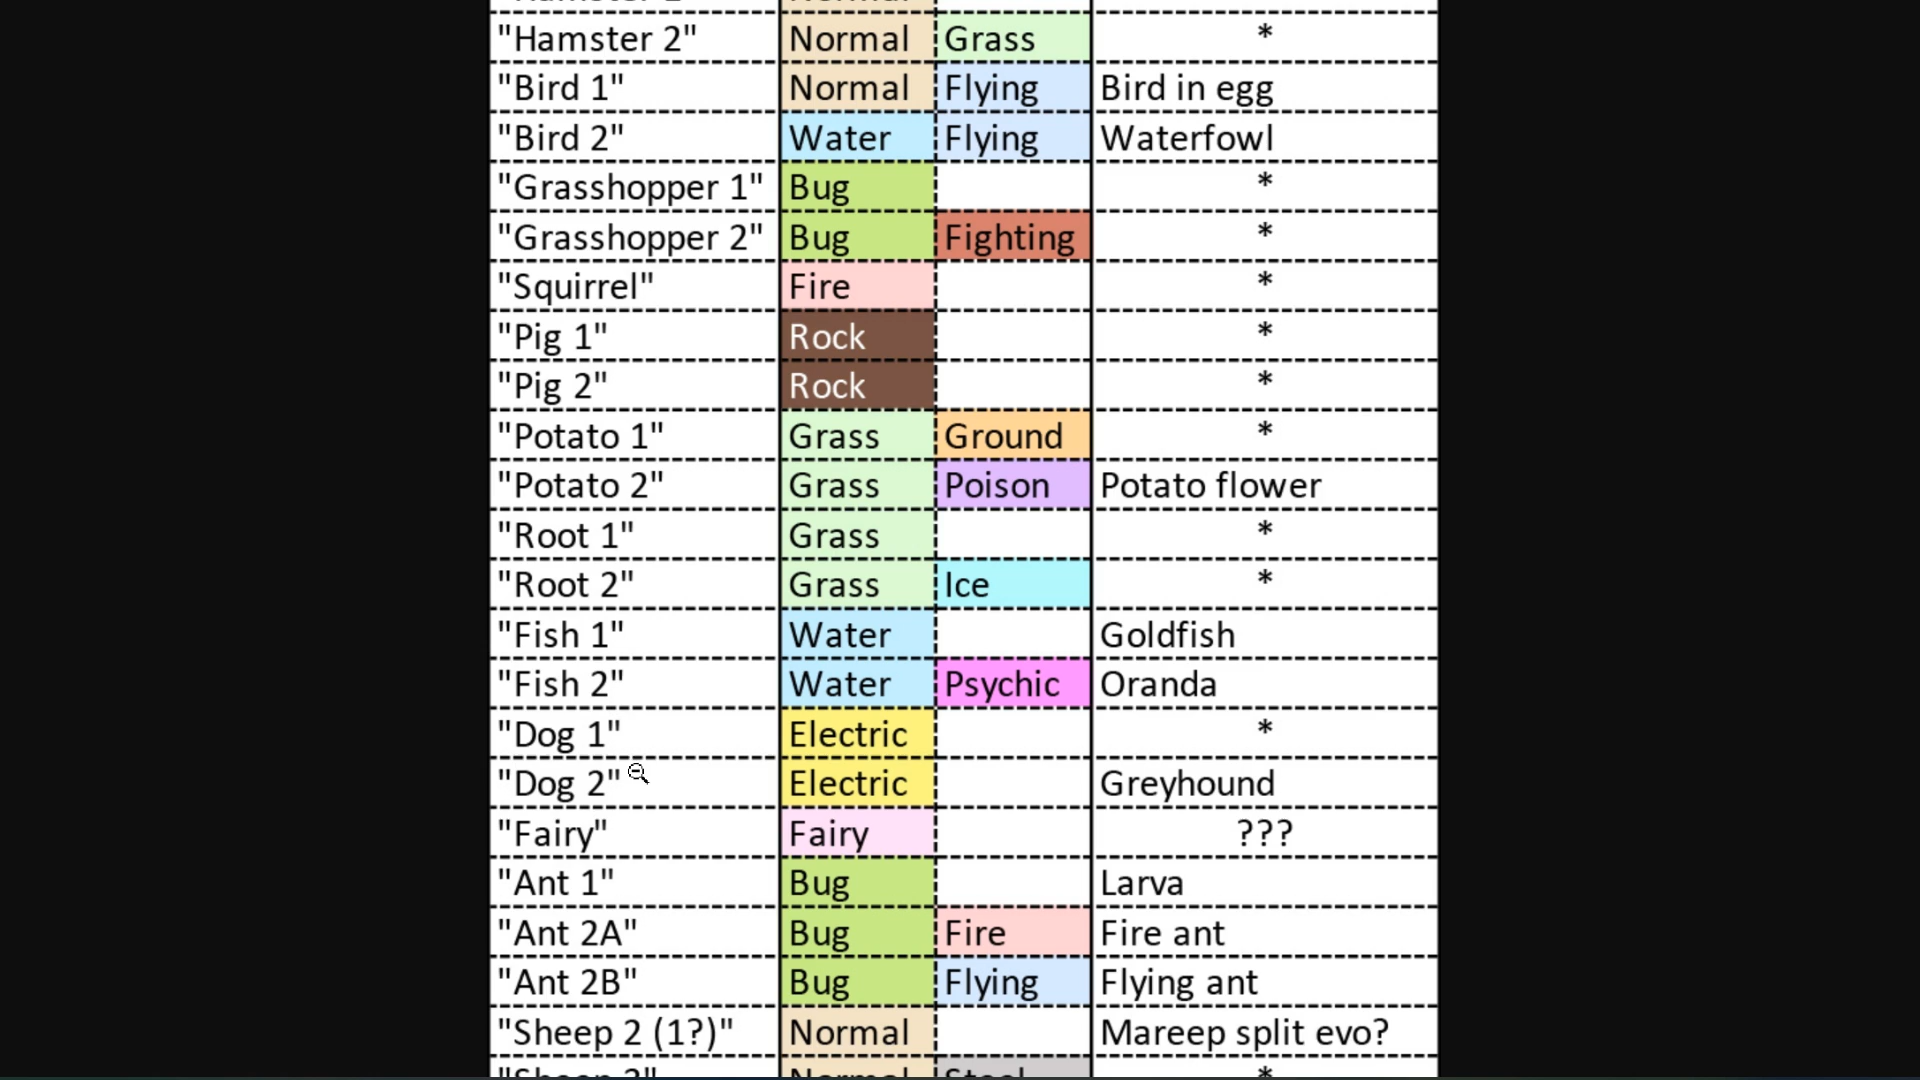 "Hamster 2" Normal Grass *
"Bird 1" Normal Flying Bird in egg
"Bird 2" Water Flying Waterfowl
"Grasshopper 1" Bug *
"Grasshopper 2" Bug Fighting *
"Squirrel" Fire *
"Pig 1" Rock *
"Pig 2" Rock *
"Potato 1" Grass Ground *
"Potato 2" Grass Poison Potato flower
"Root 1" Grass *
"Root 2" Grass Ice *
"Fish 1" Water Goldfish
"Fish 2" Water Psychic Oranda
"Dog 1" Electric *
"Dog 2" Electric Greyhound
"Fairy" Fairy ???
"Ant 1" Bug Larva
"Ant 2A" Bug Fire Fire ant
"Ant 2B" Bug Flying Flying ant
"Sheep 2 (1?)" Normal Mareep split evo?